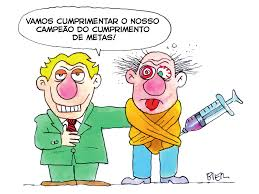 VAMOS CUMPRIMENTAR O NOSSO
CAMPEÃO DO CUMPRIMENTO
DE METAS!